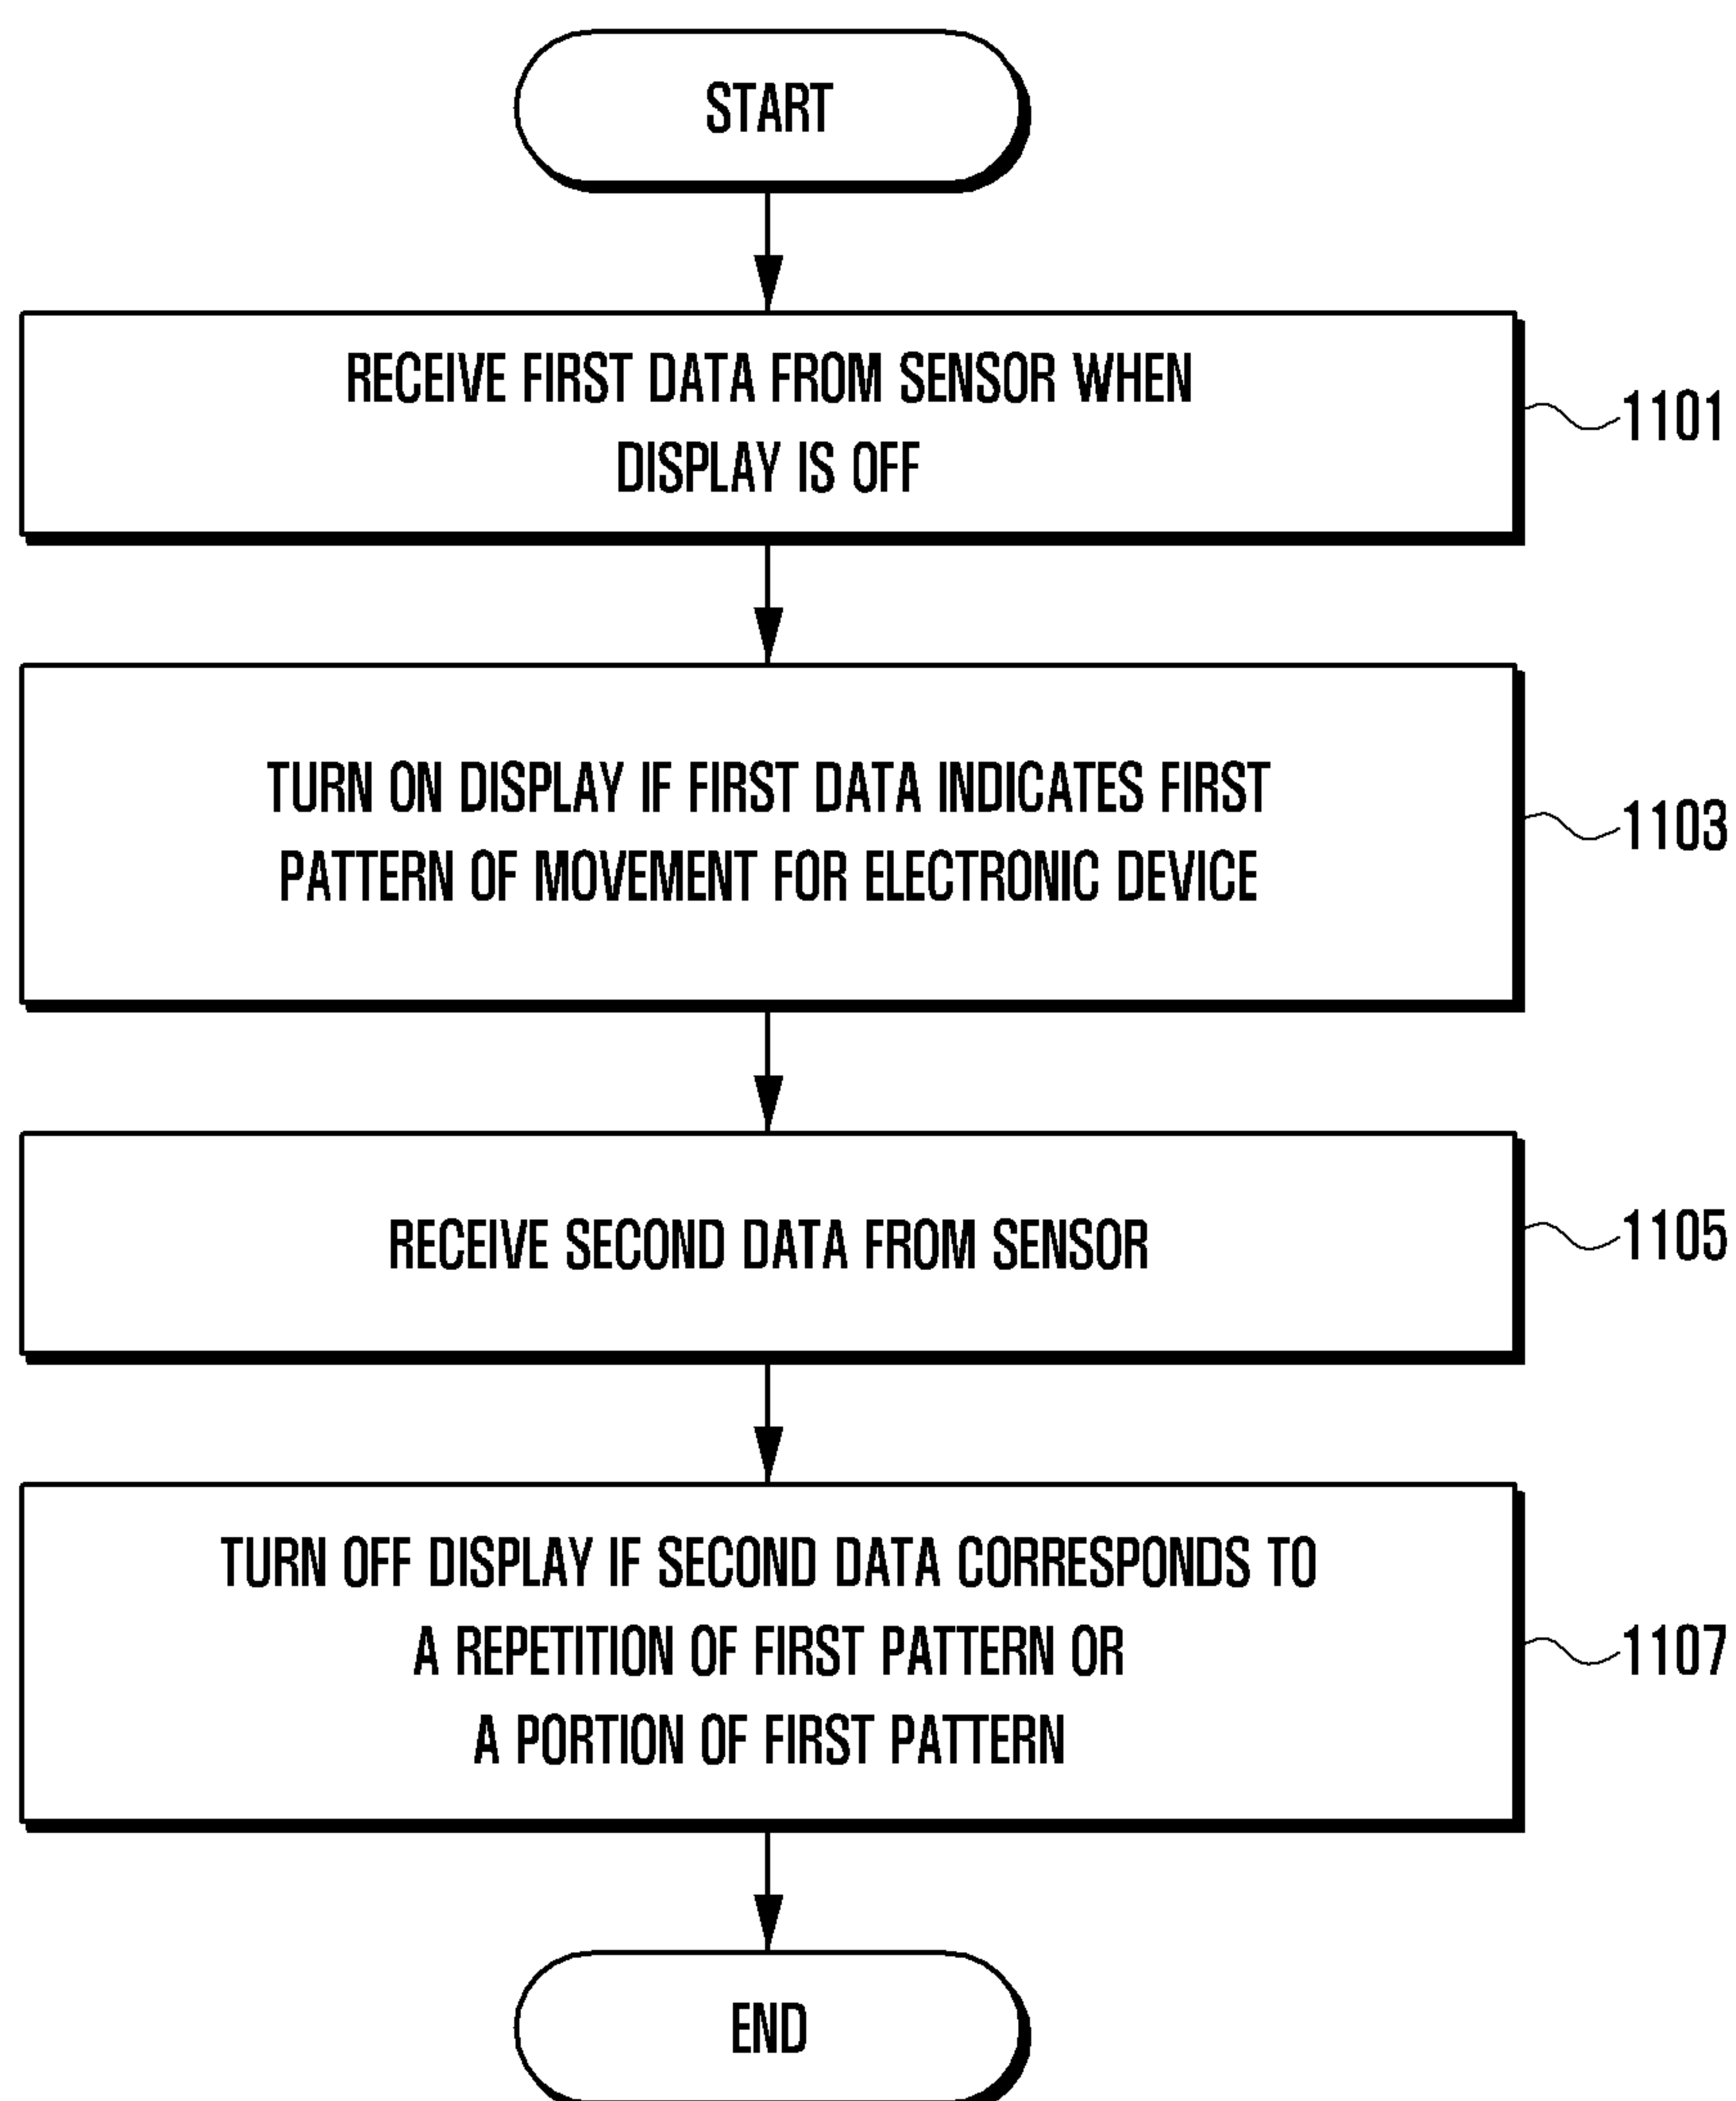 START
RECEIVE FIRST DATA FROM SENSOR WHEN
DISPLAY IS OFF
1101
TURN ON DISPLAY IF FIRST DATA INDICATES FIRST
PATTERN OF MOVEMENT FOR ELECTRONIC DEVICE
1103
RECEIVE SECOND DATA FROM SENSOR
1105
TURN OFF DISPLAY IF SECOND DATA CORRESPONDS TO
A REPETITION OF FIRST PATTERN OR
A PORTION OF FIRST PATTERN
1107
END